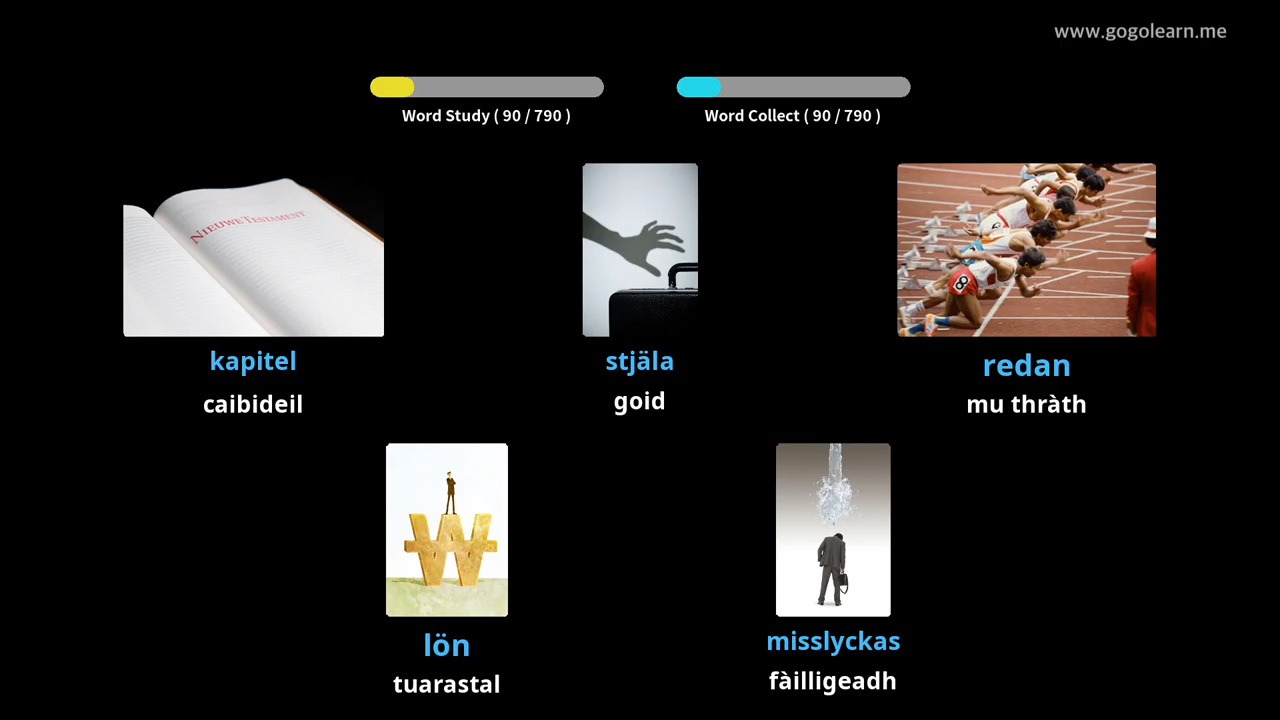 www.gogolearn.me
Word Study ( 90 / 790 )
Word Collect ( 90 / 790 )
NIEUWE TESTAMENT
8
kapitel
caibideil
stjäla
goid
redan
mu thràth
lön
tuarastal
misslyckas
fàilligeadh